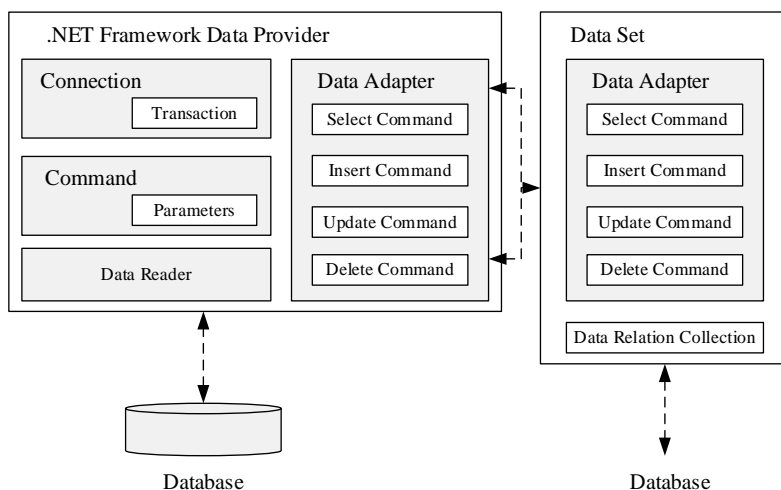 .NET Framework Data Provider
Connection
Transaction
Command
Parameters
Data Reader
Data Adapter
Select Command
Insert Command
Update Command
Delete Command
Database
Data Set
Data Adapter
Select Command
Insert Command
Update Command
Delete Command
Data Relation Collection
Database